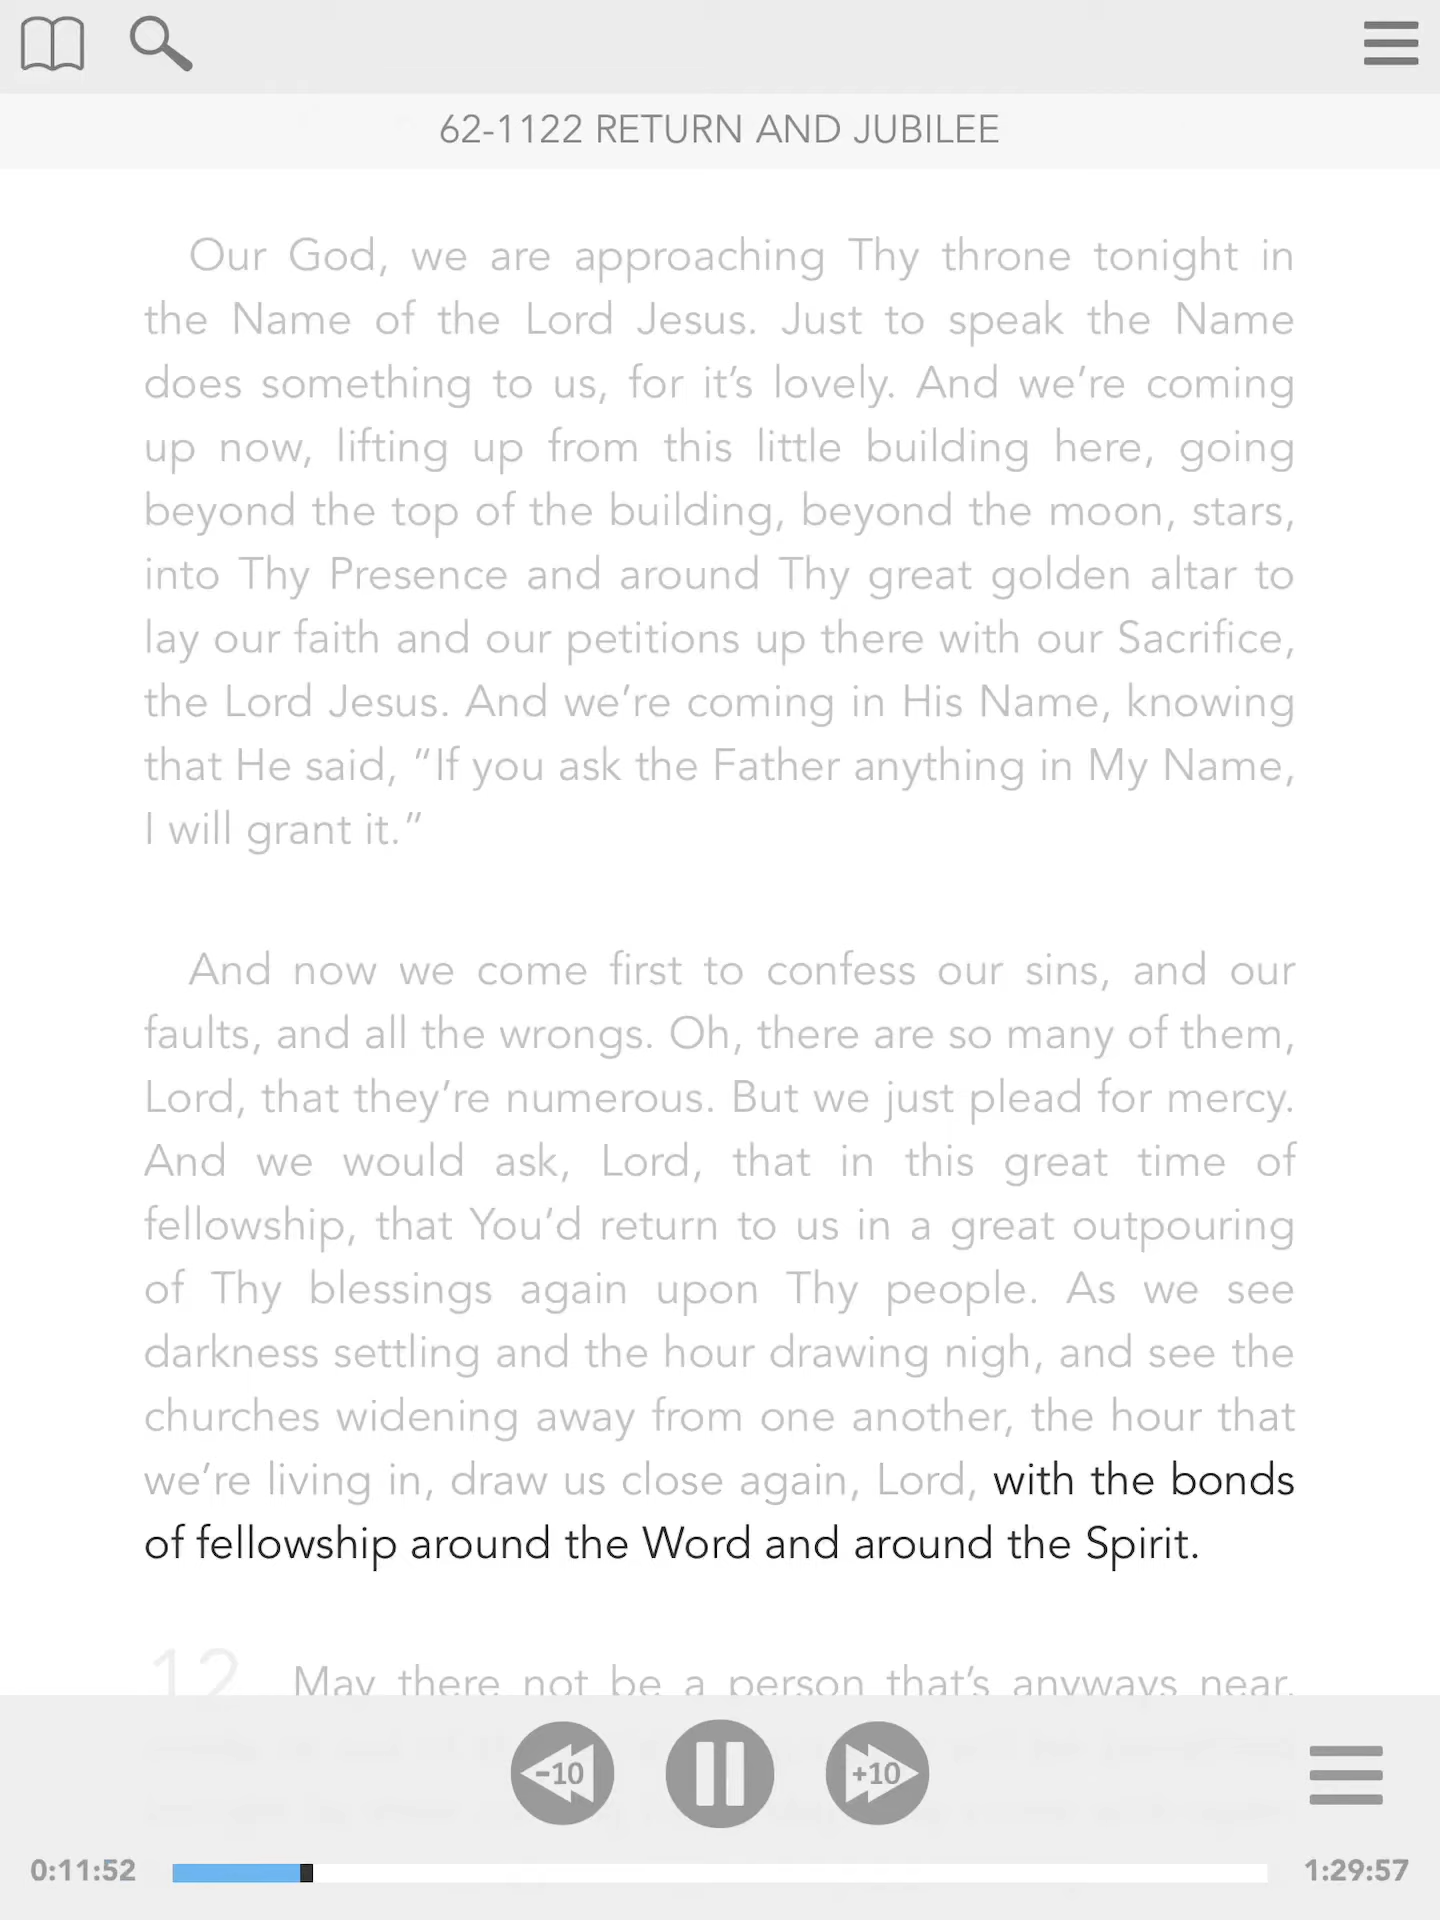 62-1122 RETURN AND JUBILEE
Our God, we are approaching Thy throne tonight in
the Name of the Lord Jesus. Just to speak the Name
does something to us, for it’s lovely. And we’re coming
up now, lifting up from this little building here, going
beyond the top of the building, beyond the moon, stars,
into Thy Presence and around Thy great golden altar to
lay our faith and our petitions up there with our Sacrifice,
the Lord Jesus. And we’re coming in His Name, knowing
that He said, “If you ask the Father anything in My Name,
I will grant it.”
And now we come first to confess our sins, and our
faults, and all the wrongs. Oh, there are so many of them,
Lord, that they’re numerous. But we just plead for mercy.
And we would ask, Lord, that in this great time of
fellowship, that You’d return to us in a great outpouring
of Thy blessings again upon Thy people. As we see
darkness settling and the hour drawing nigh, and see the
churches widening away from one another, the hour that
we’re living in, draw us close again, Lord, with the bonds
of fellowship around the Word and around the Spirit.
12 May there not be a person that’s anyways near,
-10 +10
0:11:52 1:29:57